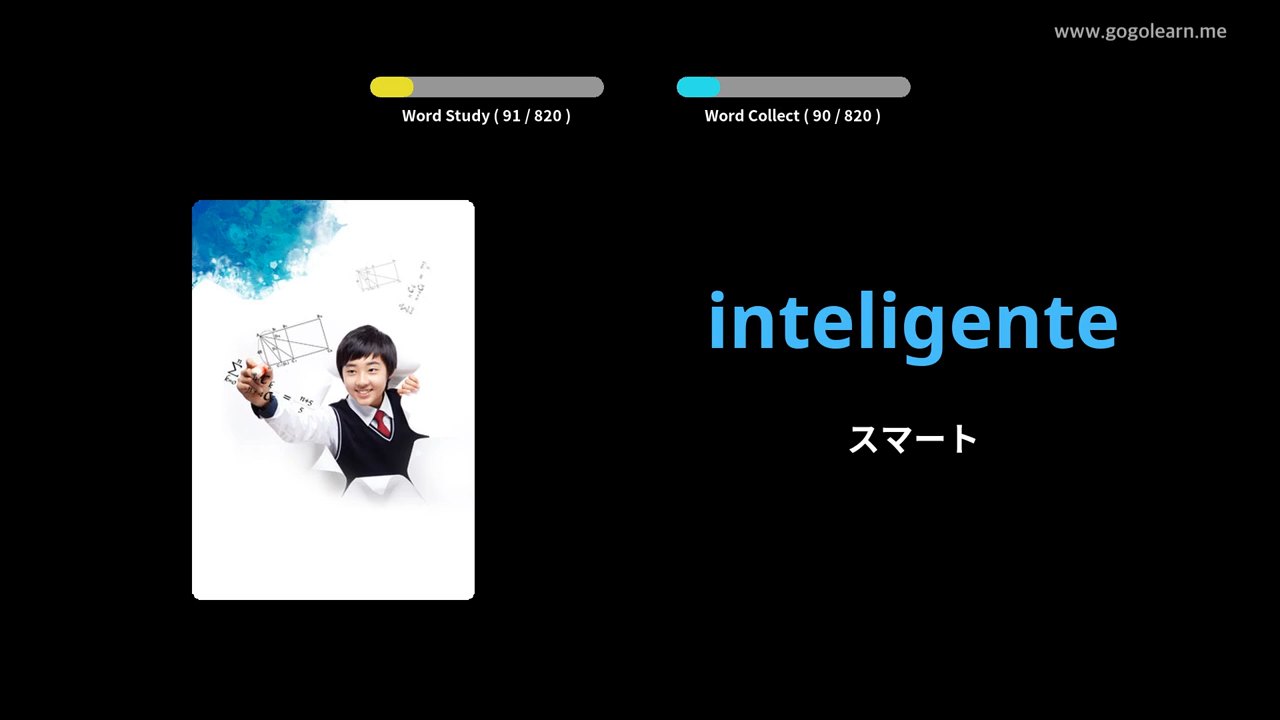 www.gogolearn.me
Word Study ( 91 / 820 )
Word Collect ( 90 / 820 )
inteligente
スマート